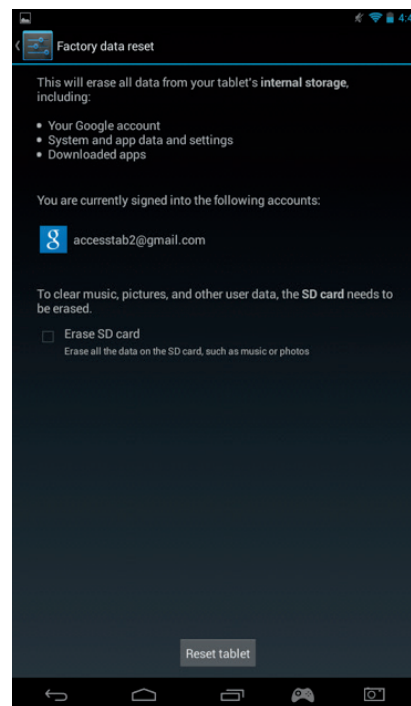 4:4
Factory data reset
This will erase all data from your tablet's internal storage,
including:
• Your Google account
• System and app data and settings
• Downloaded apps
You are currently signed into the following accounts:
g accesstab2@gmail.com
To clear music, pictures, and other user data, the SD card needs to
be erased.
Erase SD card
Erase all the data on the SD card, such as music or photos
Reset tablet